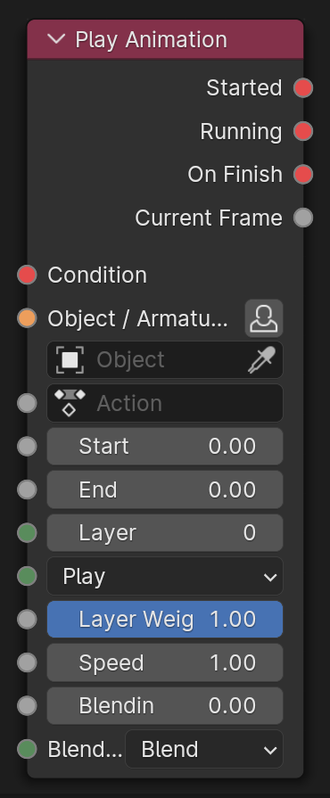 Play Animation
Started
Running
On Finish
Current Frame
Condition
Object / Armatu...
Object
Action
Start 0.00
End 0.00
Layer 0
Play
Layer Weig 1.00
Speed 1.00
Blendin 0.00
Blend... Blend